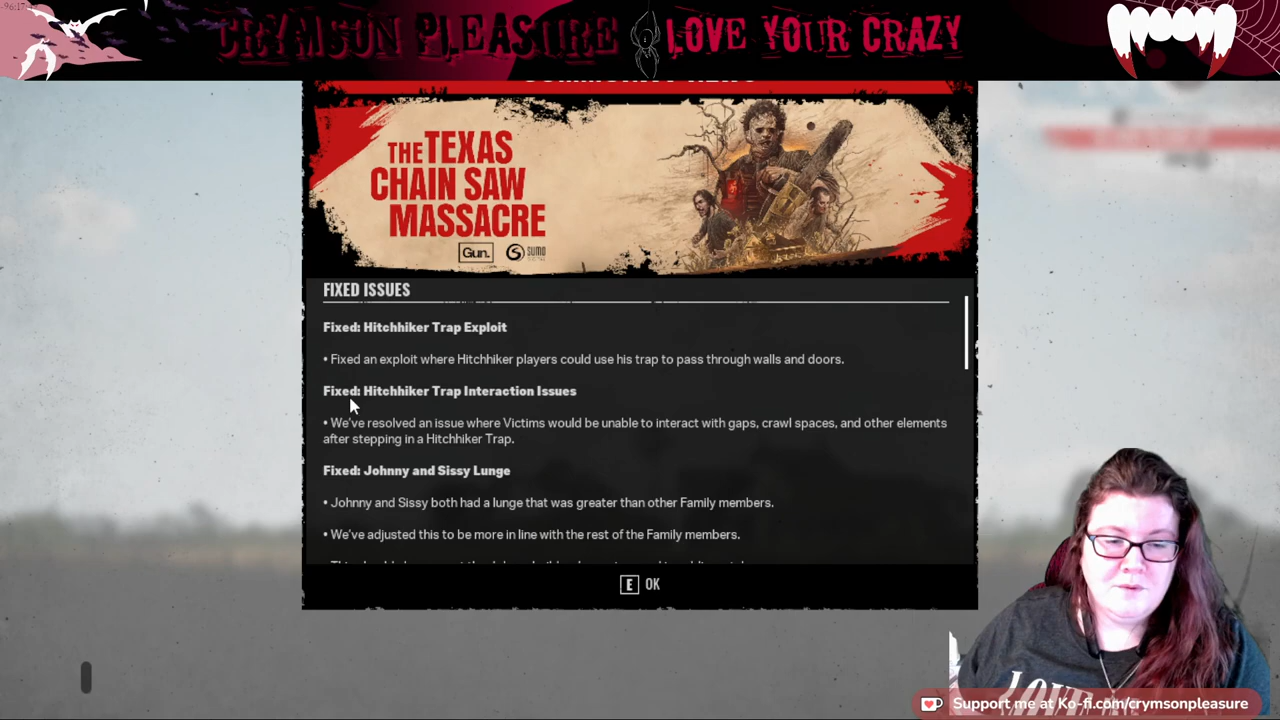 CRYMSON PLEASURE LOVE YOUR CRAZY
THE TEXAS
CHAIN SAW
MASSACRE
Gun. SUMO
FIXED ISSUES
Fixed: Hitchhiker Trap Exploit
• Fixed an exploit where Hitchhiker players could use his trap to pass through walls and doors.
Fixed: Hitchhiker Trap Interaction Issues
• We've resolved an issue where Victims would be unable to interact with gaps, crawl spaces, and other elements
after stepping in a Hitchhiker Trap.
Fixed: Johnny and Sissy Lunge
• Johnny and Sissy both had a lunge that was greater than other Family members.
• We've adjusted this to be more in line with the rest of the Family members.
E OK
Support me at Ko-fi.com/crymsonpleasure